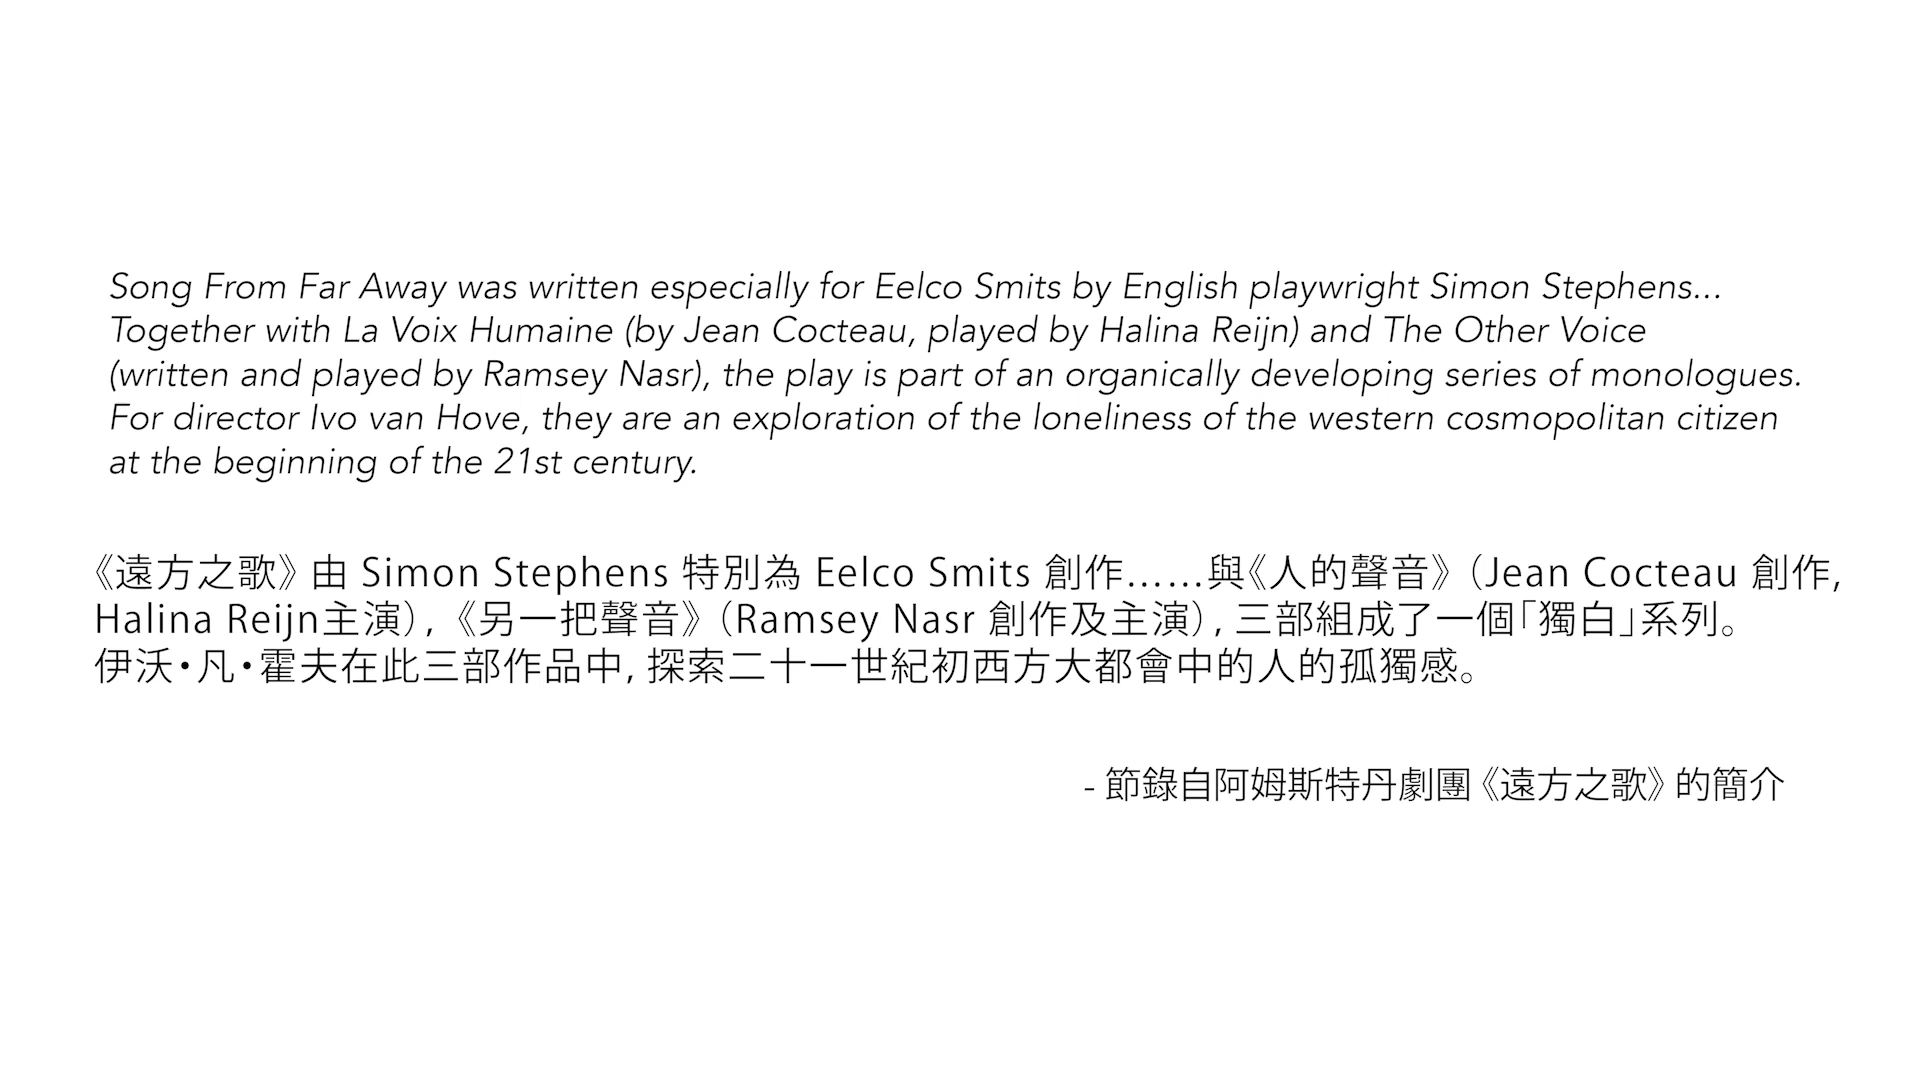 Song From Far Away was written especially for Eelco Smits by English playwright Simon Stephens...
Together with La Voix Humaine (by Jean Cocteau, played by Halina Reijn) and The Other Voice
(written and played by Ramsey Nasr), the play is part of an organically developing series of monologues.
For director Ivo van Hove, they are an exploration of the loneliness of the western cosmopolitan citizen
at the beginning of the 21st century.
《遠方之歌》由 Simon Stephens 特別為 Eelco Smits 創作……與《人的聲音》（Jean Cocteau 創作,
Halina Reijn主演），《另一把聲音》（Ramsey Nasr 創作及主演），三部組成了一個「獨白」系列。
伊沃・凡・霍夫在此三部作品中，探索二十一世紀初西方大都會中的人的孤獨感。
- 節錄自阿姆斯特丹劇團《遠方之歌》的簡介